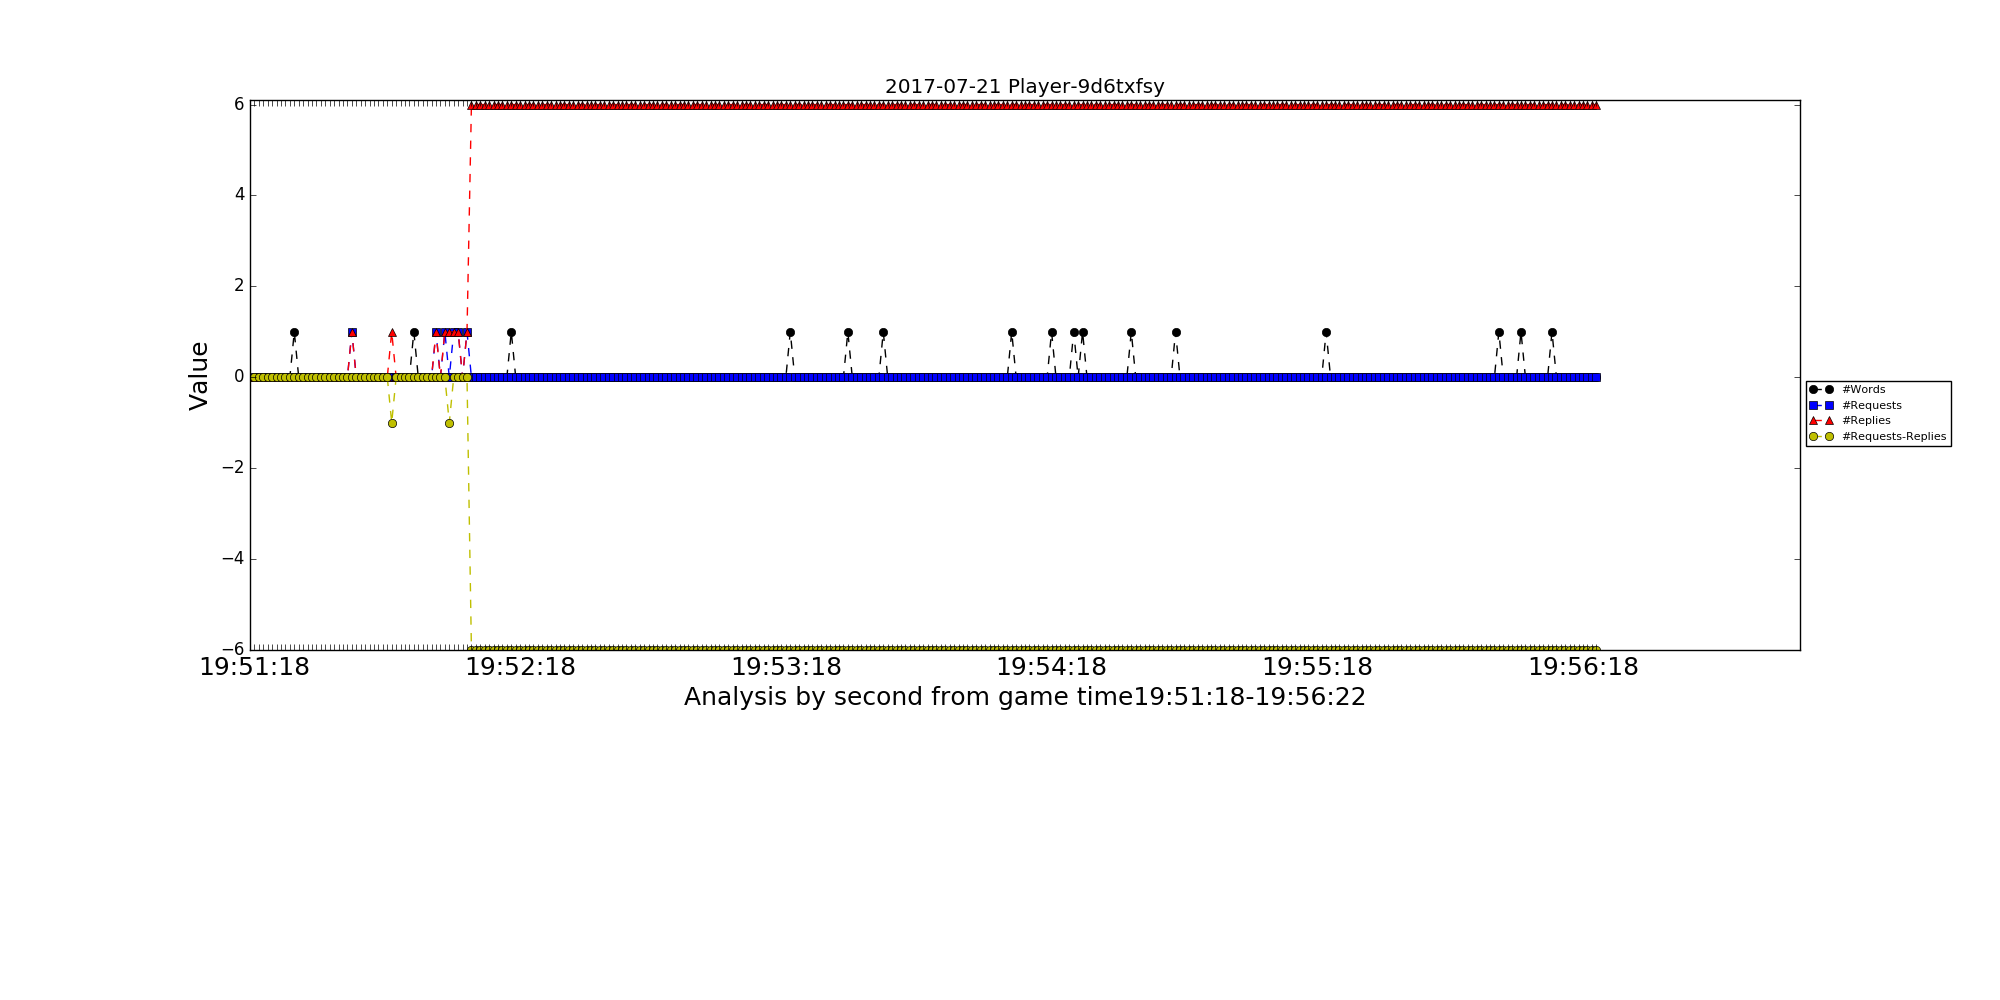 2017-07-21 Player-9d6txfsy
6
4
2
0
−2
−4
−6
Value
19:51:18 19:52:18 19:53:18 19:54:18 19:55:18 19:56:18
Analysis by second from game time19:51:18-19:56:22
#Words
#Requests
#Replies
#Requests-Replies